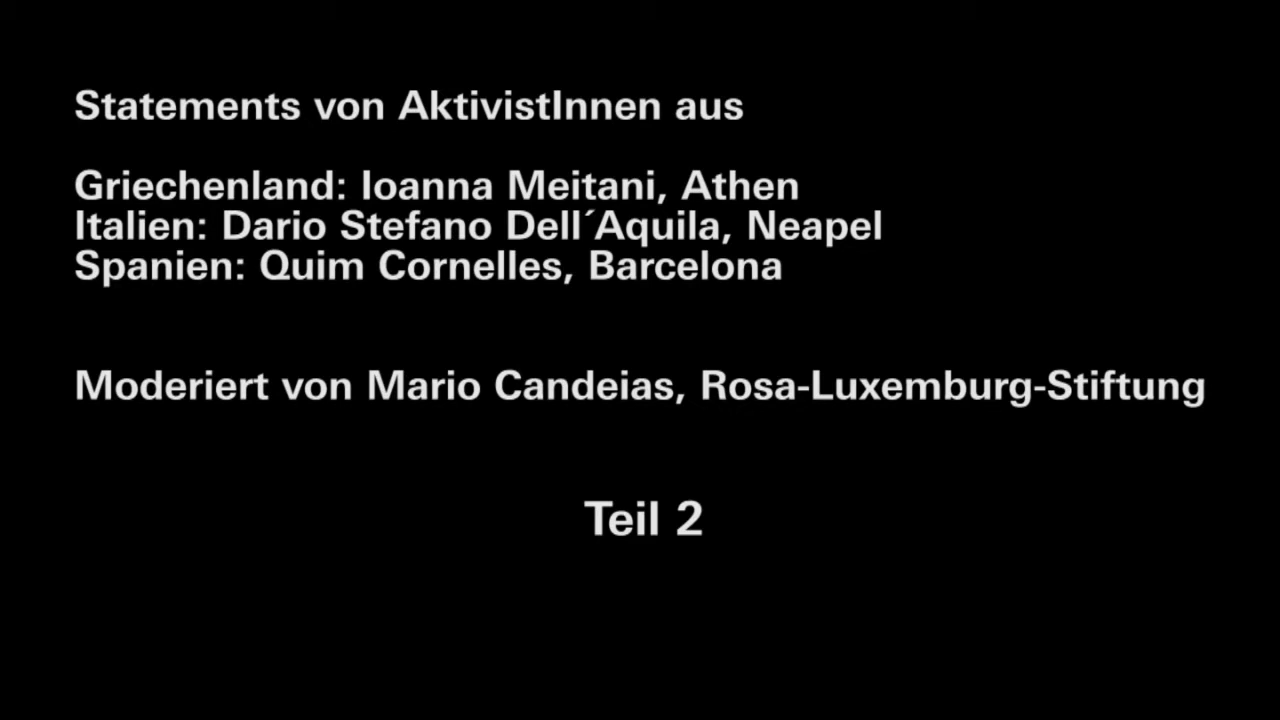 Statements von AktivistInnen aus
Griechenland: Ioanna Meitani, Athen
Italien: Dario Stefano Dell´Aquila, Neapel
Spanien: Quim Cornelles, Barcelona
Moderiert von Mario Candeias, Rosa-Luxemburg-Stiftung
Teil 2